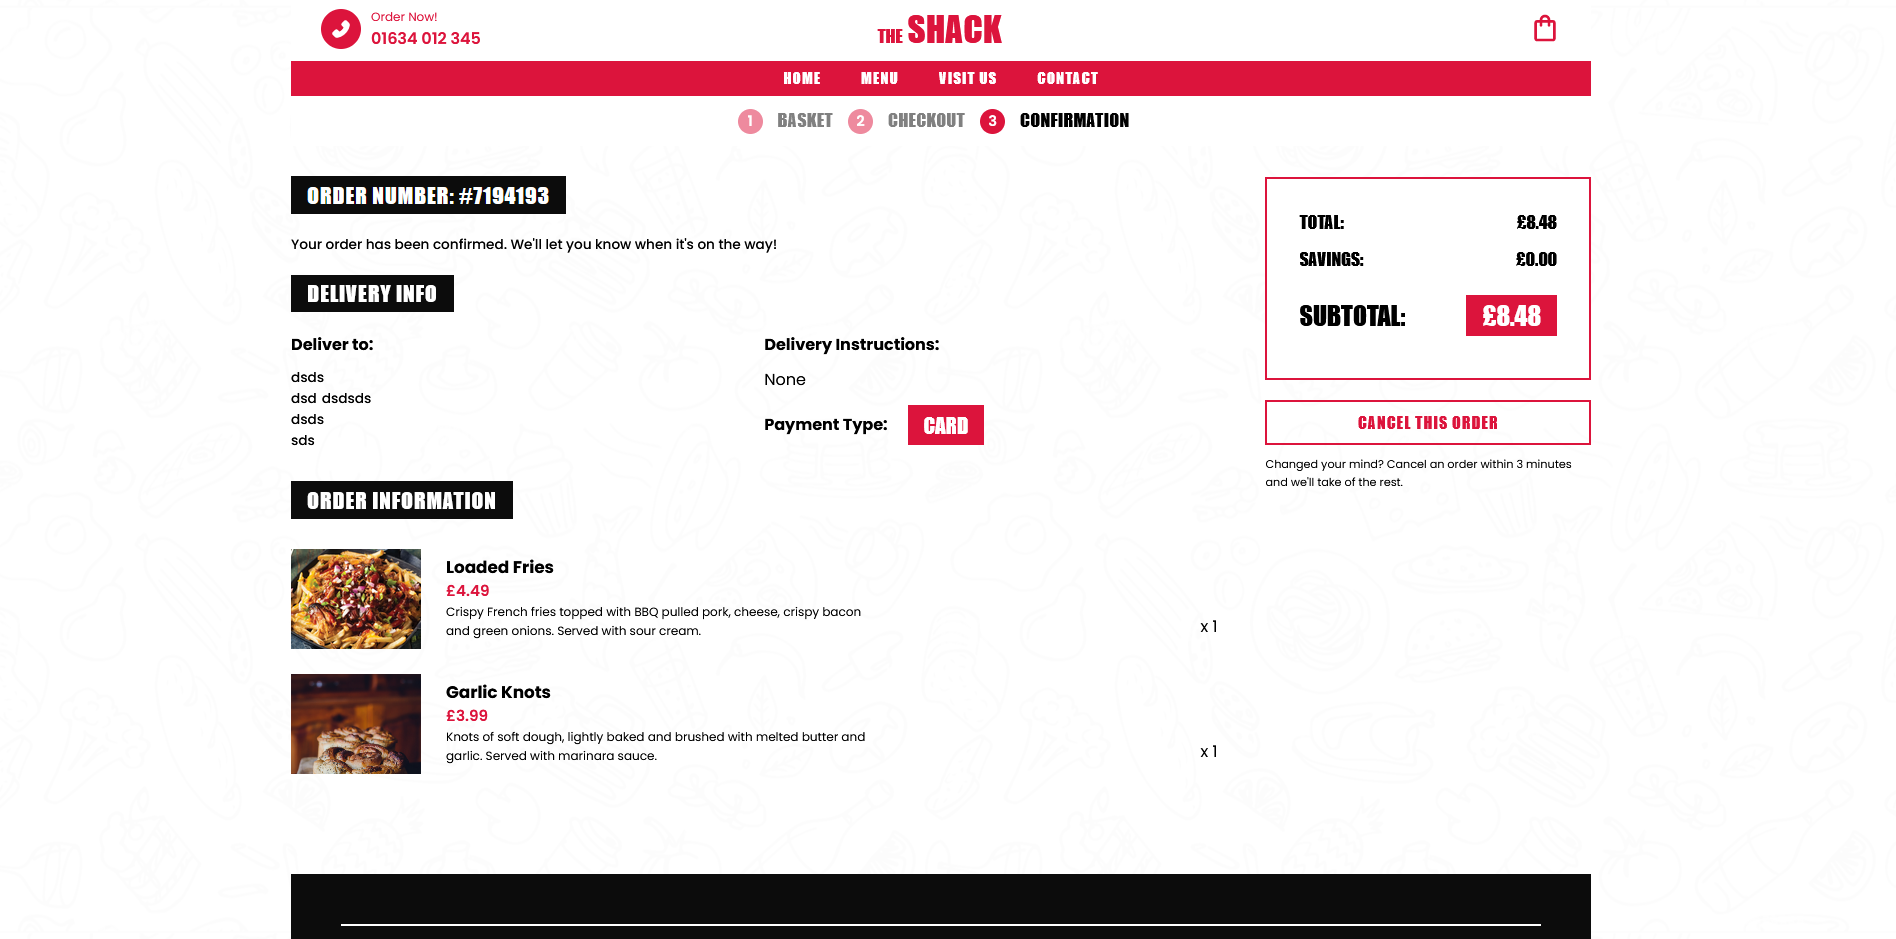 Order Now!
01634 012 345
THE SHACK
HOME MENU VISIT US CONTACT
1 BASKET 2 CHECKOUT 3 CONFIRMATION
ORDER NUMBER: #7194193
Your order has been confirmed. We'll let you know when it's on the way!
DELIVERY INFO
Deliver to:
dsds
dsd dsdsds
dsds
sds
Delivery Instructions:
None
Payment Type: CARD
ORDER INFORMATION
Loaded Fries
£4.49
Crispy French fries topped with BBQ pulled pork, cheese, crispy bacon
and green onions. Served with sour cream.
x 1
Garlic Knots
£3.99
Knots of soft dough, lightly baked and brushed with melted butter and
garlic. Served with marinara sauce.
x 1
TOTAL: £8.48
SAVINGS: £0.00
SUBTOTAL: £8.48
CANCEL THIS ORDER
Changed your mind? Cancel an order within 3 minutes
and we'll take of the rest.